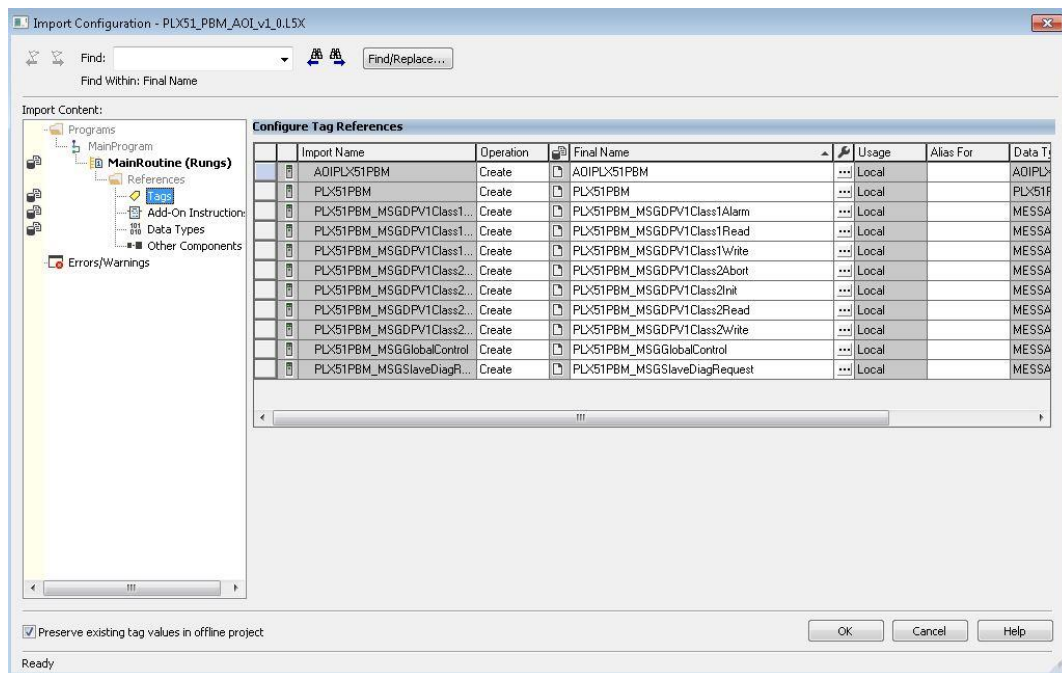 Import Configuration - PLX51_PBM_AOI_v1_0.L5X
Find:
Find/Replace...
Find Within: Final Name
Import Content:
Programs
MainProgram
MainRoutine (Rungs)
References
Tags
Add-On Instruction
Data Types
Other Components
Errors/Warnings
Configure Tag References
Import Name Operation Final Name Usage Alias For Data Ty
AOIPLX51PBM Create AOIPLX51PBM ... Local AOIPLX
PLX51PBM Create PLX51PBM ... Local PLX51P
PLX51PBM_MSGDPV1Class1... Create PLX51PBM_MSGDPV1Class1Alarm ... Local MESSA
PLX51PBM_MSGDPV1Class1... Create PLX51PBM_MSGDPV1Class1Read ... Local MESSA
PLX51PBM_MSGDPV1Class1... Create PLX51PBM_MSGDPV1Class1Write ... Local MESSA
PLX51PBM_MSGDPV1Class2... Create PLX51PBM_MSGDPV1Class2Abort ... Local MESSA
PLX51PBM_MSGDPV1Class2... Create PLX51PBM_MSGDPV1Class2Init ... Local MESSA
PLX51PBM_MSGDPV1Class2... Create PLX51PBM_MSGDPV1Class2Read ... Local MESSA
PLX51PBM_MSGDPV1Class2... Create PLX51PBM_MSGDPV1Class2Write ... Local MESSA
PLX51PBM_MSGGlobalControl Create PLX51PBM_MSGGlobalControl ... Local MESSA
PLX51PBM_MSGSlaveDiagR... Create PLX51PBM_MSGSlaveDiagRequest ... Local MESSA
Preserve existing tag values in offline project
OK Cancel Help
Ready